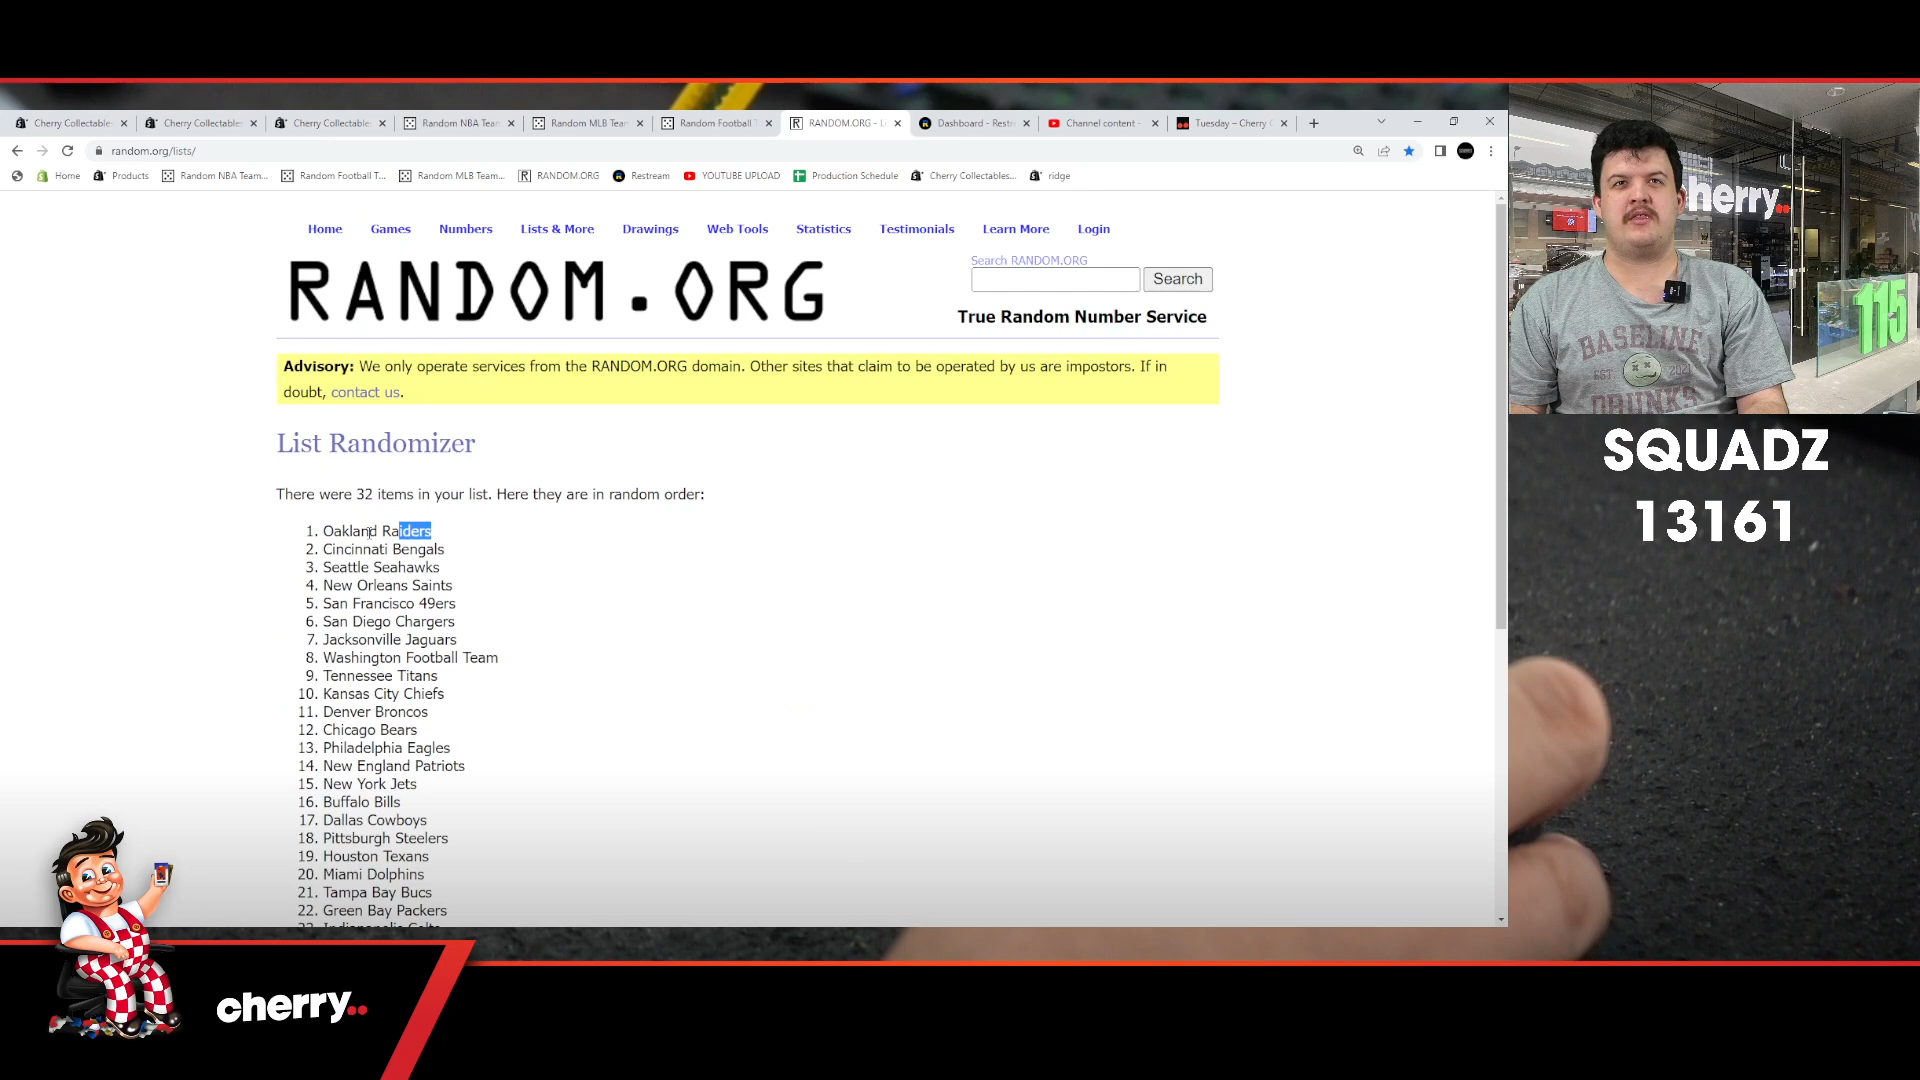 Cherry Collectable
Cherry Collectable
Cherry Collectable
Random NBA Tean
Random MLB Team
Random Football T
RANDOM.ORG - Li
Dashboard - Restr
Channel content -
Tuesday – Cherry C
random.org/lists/
Home
Products
Random NBA Team...
Random Football T...
Random MLB Team...
RANDOM.ORG
Restream
YOUTUBE UPLOAD
Production Schedule
Cherry Collectables...
ridge
Home
Games
Numbers
Lists & More
Drawings
Web Tools
Statistics
Testimonials
Learn More
Login
RANDOM.ORG
Search RANDOM.ORG
Search
True Random Number Service
Advisory: We only operate services from the RANDOM.ORG domain. Other sites that claim to be operated by us are impostors. If in
doubt, contact us.
List Randomizer
There were 32 items in your list. Here they are in random order:
1. Oakland Raiders
2. Cincinnati Bengals
3. Seattle Seahawks
4. New Orleans Saints
5. San Francisco 49ers
6. San Diego Chargers
7. Jacksonville Jaguars
8. Washington Football Team
9. Tennessee Titans
10. Kansas City Chiefs
11. Denver Broncos
12. Chicago Bears
13. Philadelphia Eagles
14. New England Patriots
15. New York Jets
16. Buffalo Bills
17. Dallas Cowboys
18. Pittsburgh Steelers
19. Houston Texans
20. Miami Dolphins
21. Tampa Bay Bucs
22. Green Bay Packers
23. Indianapolis Colts
cherry..
115
BASELINE
EST. 2021
DRUNKS
SQUADZ
13161
cherry..